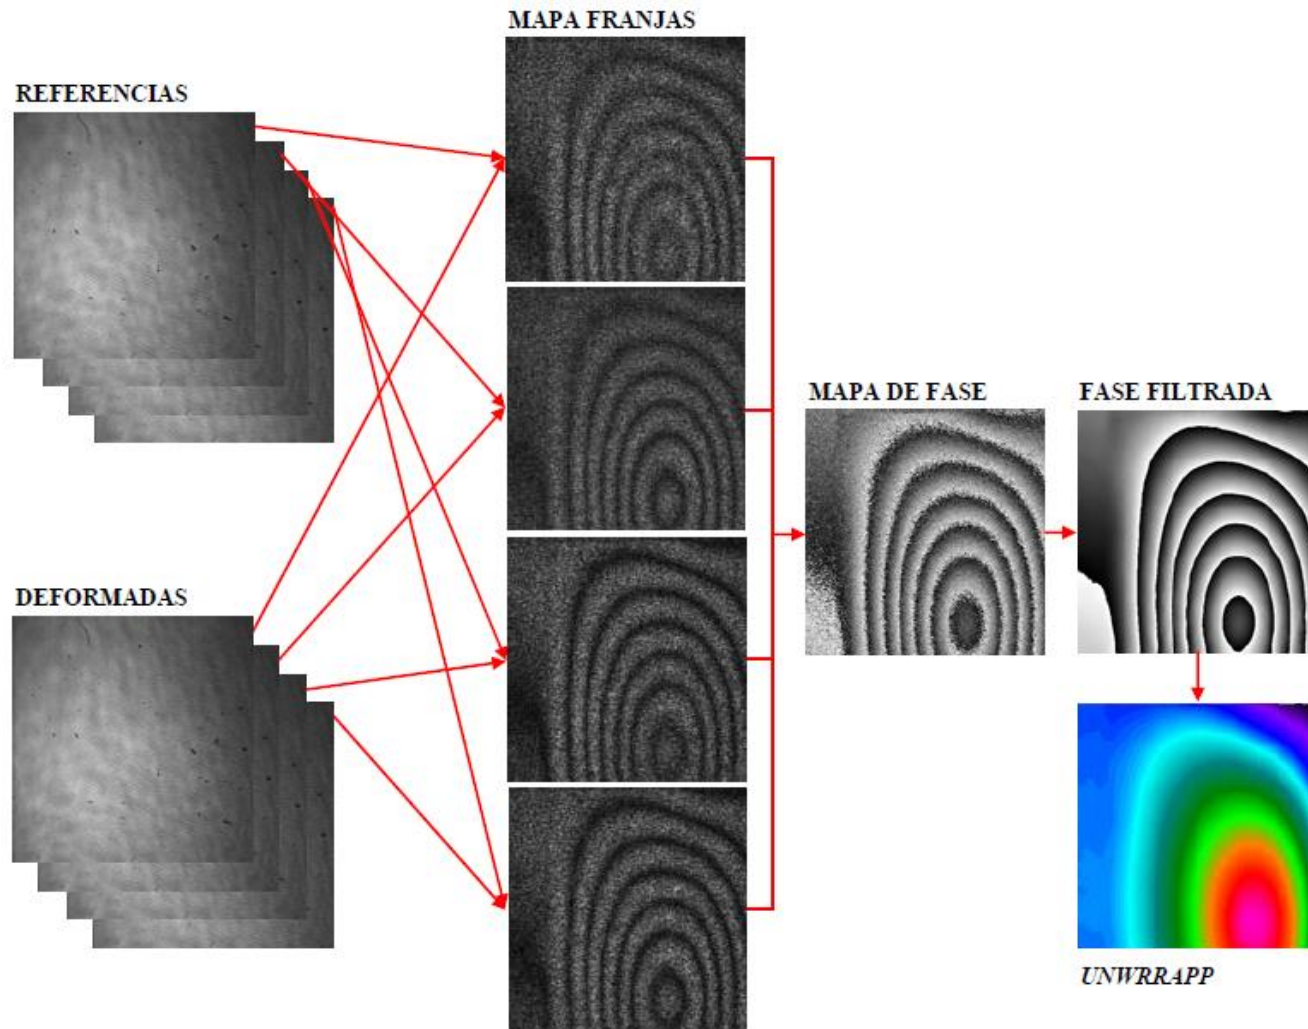 MAPA FRANJAS
REFERENCIAS
MAPA DE FASE
FASE FILTRADA
DEFORMADAS
UNWRRAPP